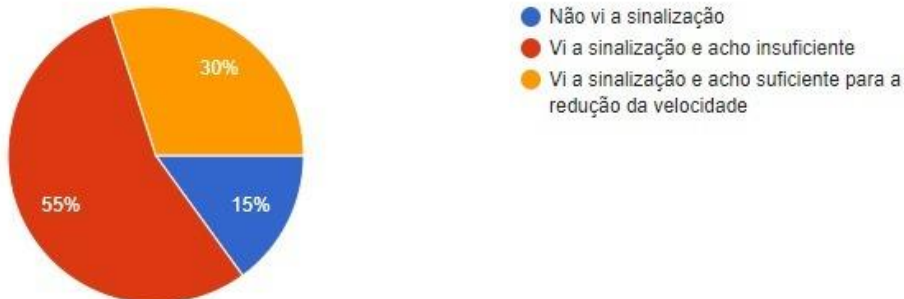 Não vi a sinalização
Vi a sinalização e acho insuficiente
Vi a sinalização e acho suficiente para a
redução da velocidade
30%
55%
15%